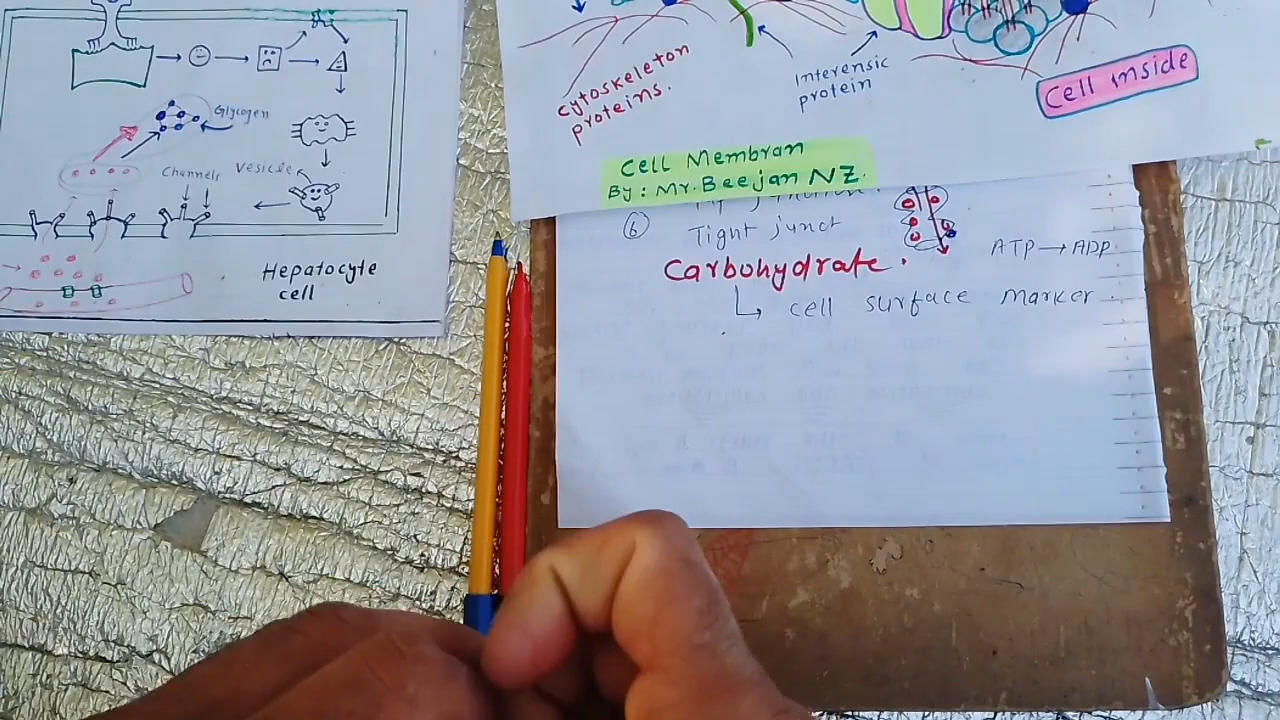 Glycogen
Channels
Vesicle
Hepatocyte
cell
cytoskeleton
proteins.
Interensic
protein
Cell inside
Cell Membran
By: Mr. Beejan NZ.
6
Tight junct
Carbohydrate.
ATP → ADP
cell surface marker.